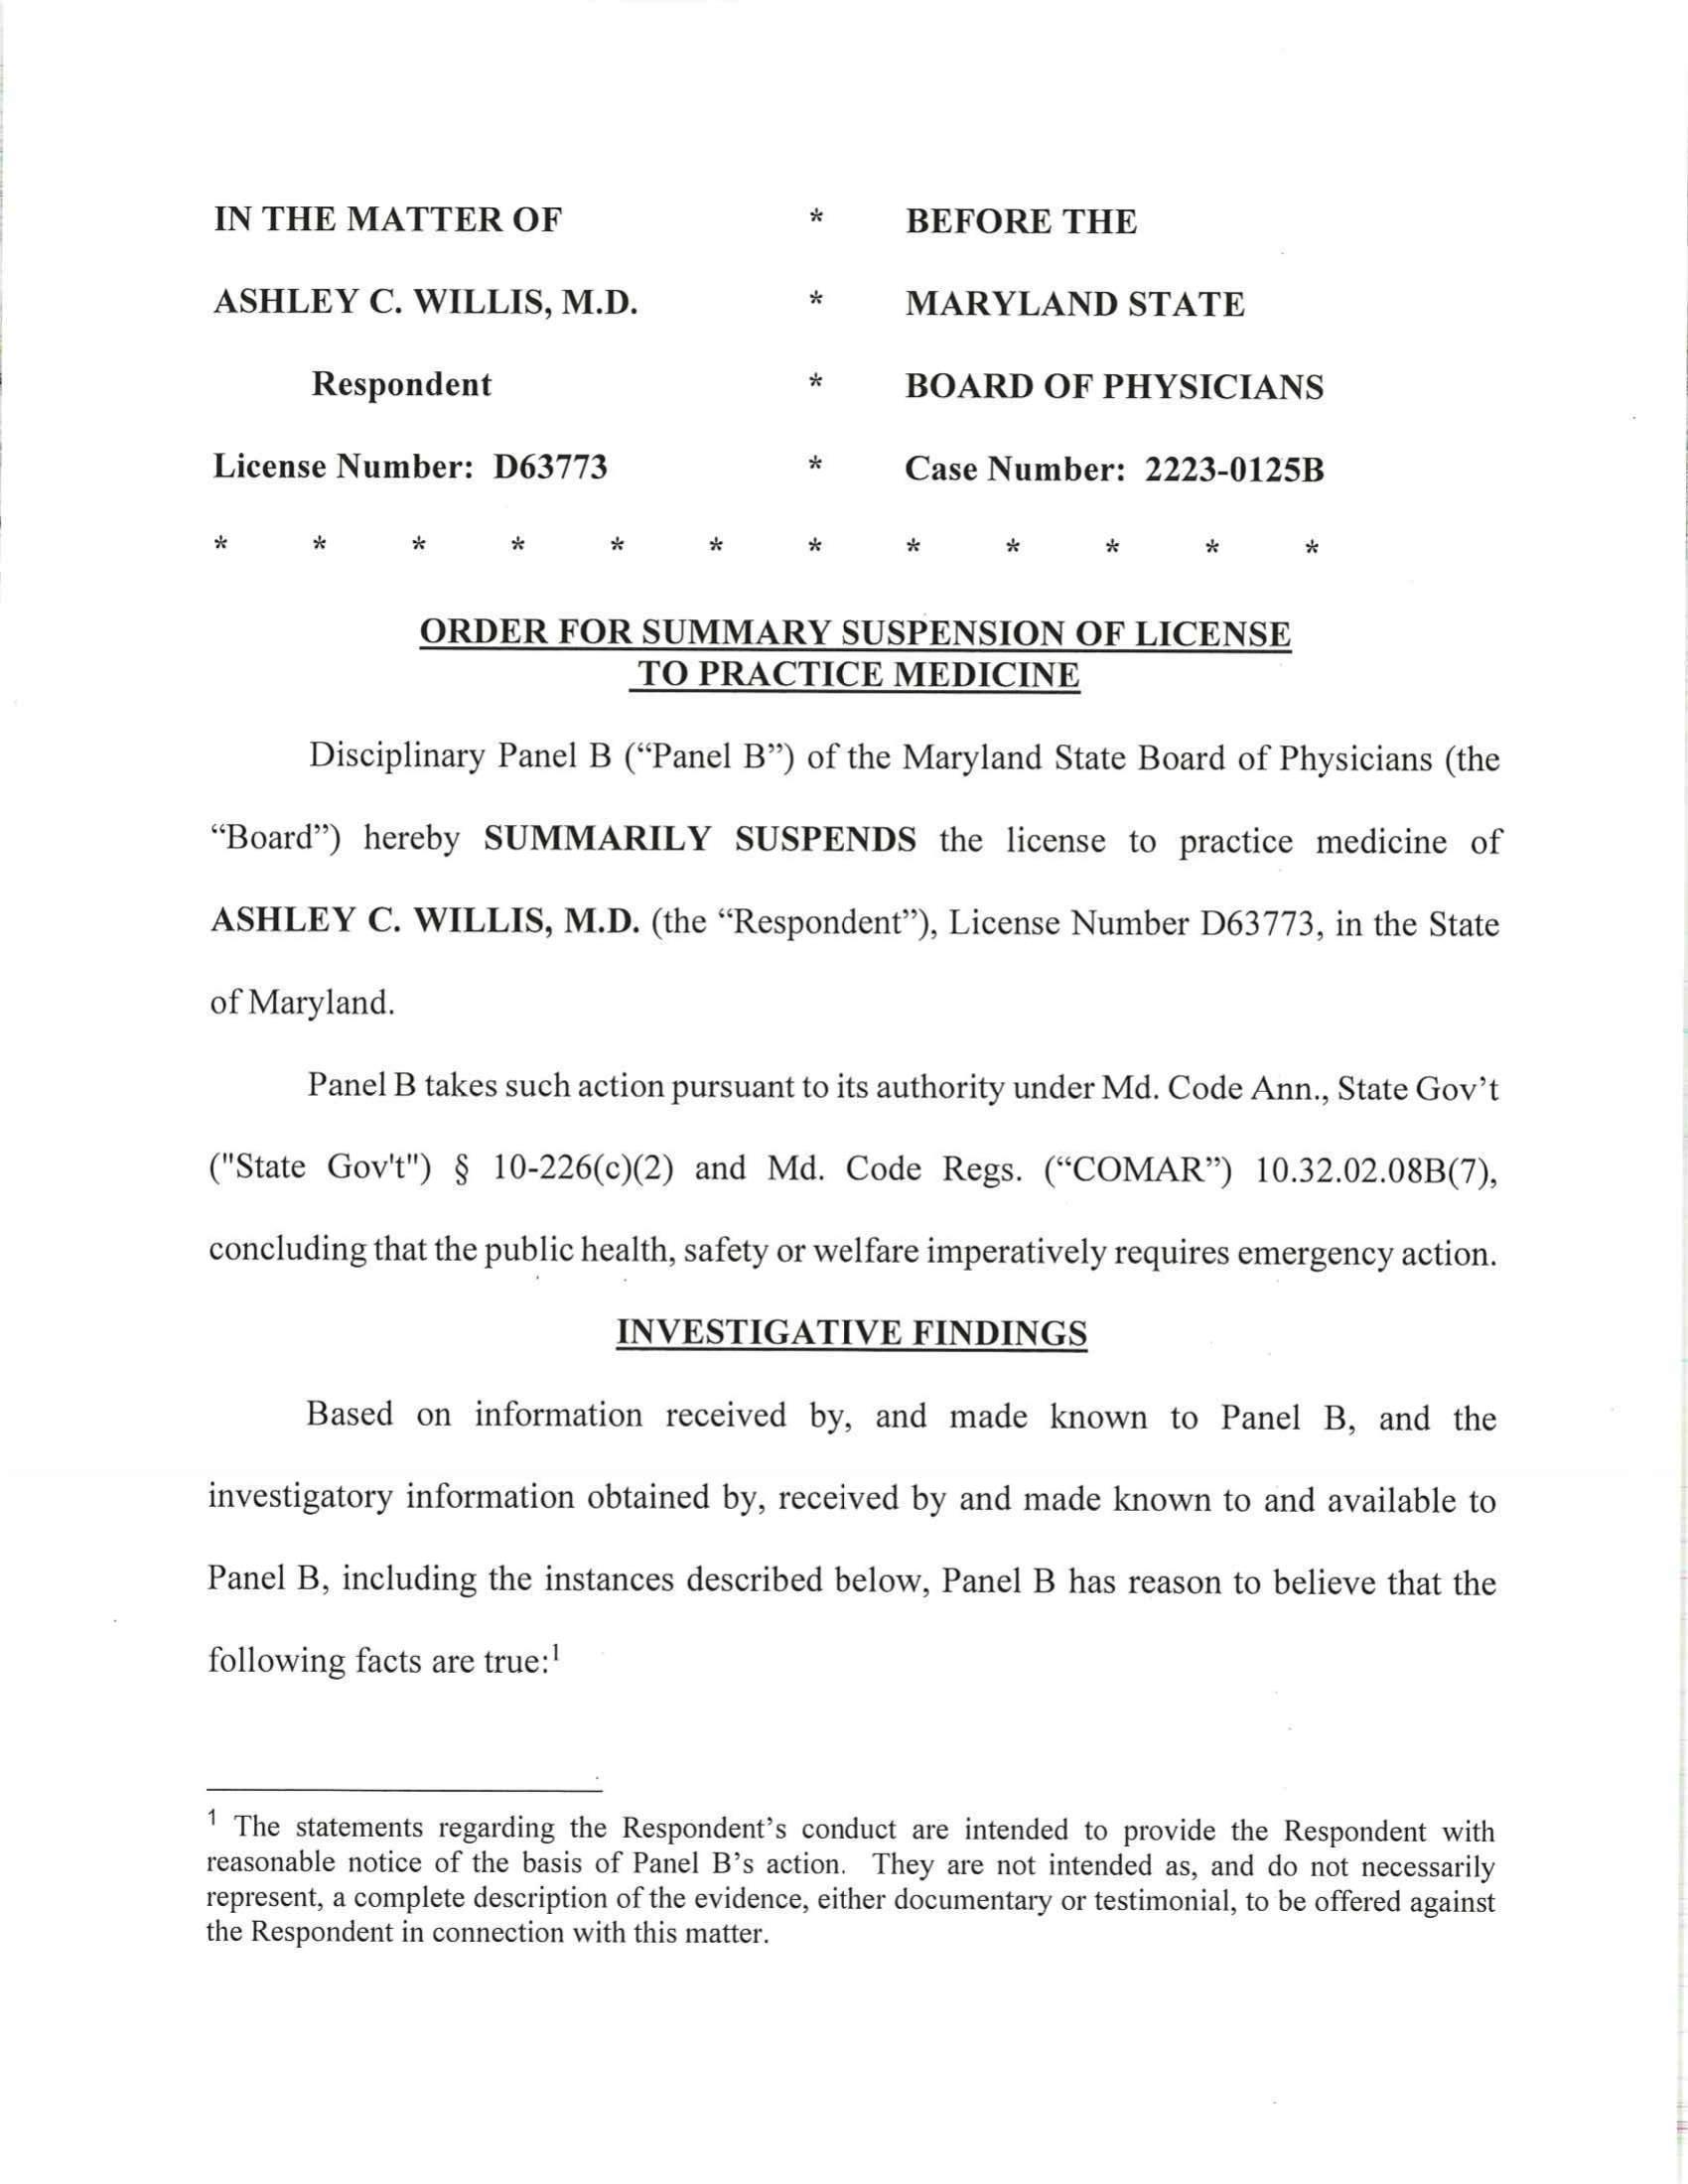 IN THE MATTER OF * BEFORE THE
ASHLEY C. WILLIS, M.D. * MARYLAND STATE
Respondent * BOARD OF PHYSICIANS
License Number: D63773 * Case Number: 2223-0125B
* * * * * * * * * * * *
ORDER FOR SUMMARY SUSPENSION OF LICENSE
TO PRACTICE MEDICINE
Disciplinary Panel B (“Panel B”) of the Maryland State Board of Physicians (the
“Board”) hereby SUMMARILY SUSPENDS the license to practice medicine of
ASHLEY C. WILLIS, M.D. (the “Respondent”), License Number D63773, in the State
of Maryland.
Panel B takes such action pursuant to its authority under Md. Code Ann., State Gov’t
("State Gov't") § 10-226(c)(2) and Md. Code Regs. (“COMAR”) 10.32.02.08B(7),
concluding that the public health, safety or welfare imperatively requires emergency action.
INVESTIGATIVE FINDINGS
Based on information received by, and made known to Panel B, and the
investigatory information obtained by, received by and made known to and available to
Panel B, including the instances described below, Panel B has reason to believe that the
following facts are true:¹
¹ The statements regarding the Respondent’s conduct are intended to provide the Respondent with
reasonable notice of the basis of Panel B’s action. They are not intended as, and do not necessarily
represent, a complete description of the evidence, either documentary or testimonial, to be offered against
the Respondent in connection with this matter.